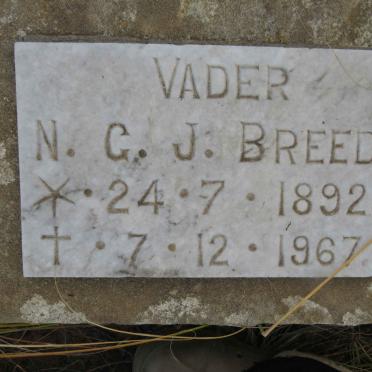 VADER
N. G. J. BREED
* · 24 · 7 · 1892
† · 7 · 12 · 1967